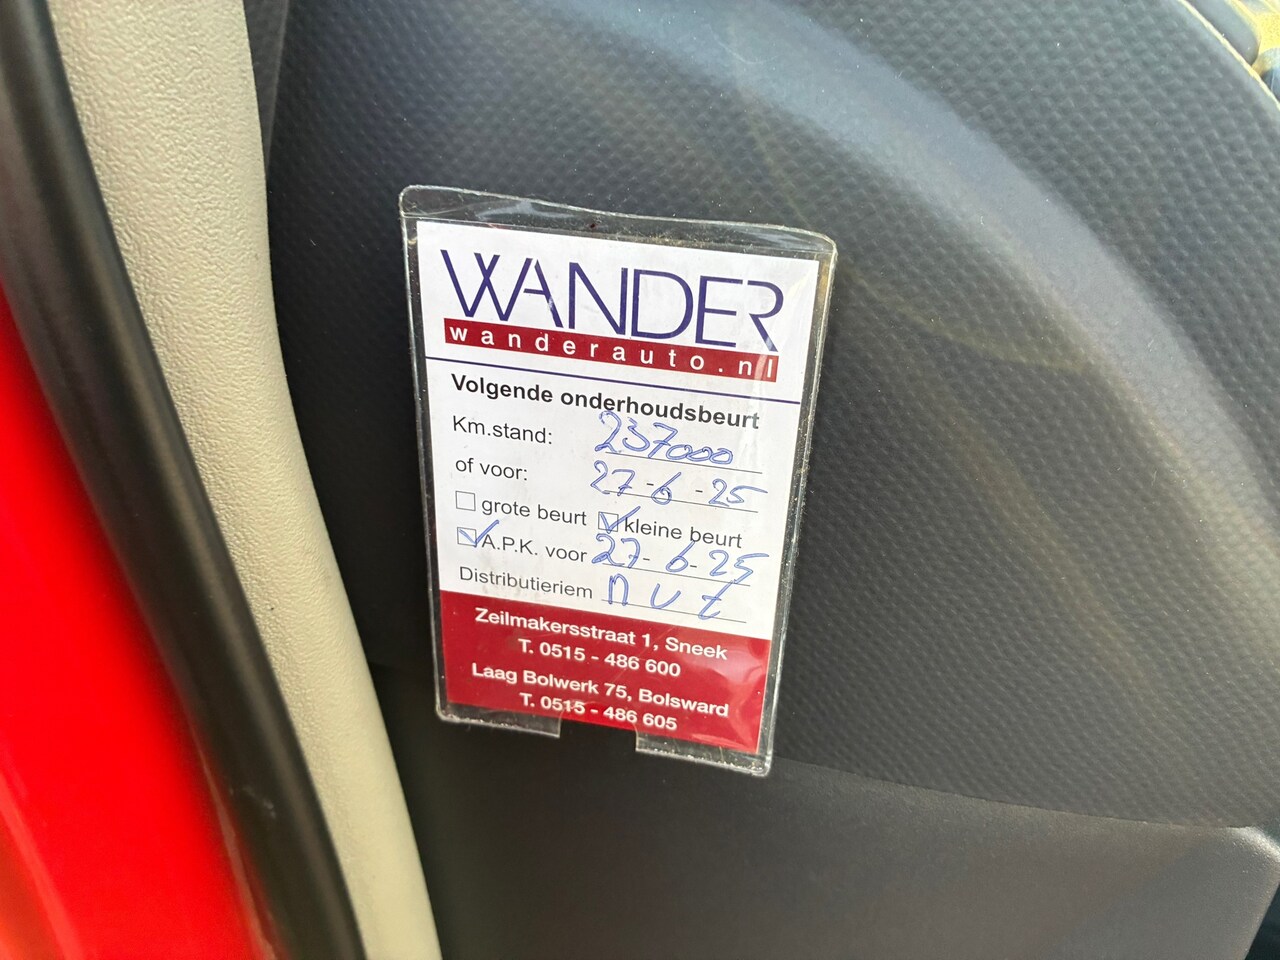 WANDER
wanderauto.nl
Volgende onderhoudsbeurt
Km.stand: 237000
of voor: 27-6-25
grote beurt kleine beurt
A.P.K. voor 27-6-25
Distributieriem nvt
Zeilmakersstraat 1, Sneek
T. 0515 - 486 600
Laag Bolwerk 75, Bolsward
T. 0515 - 486 605